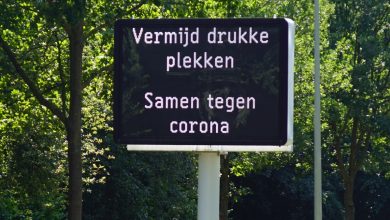 Vermijd drukke
plekken
Samen tegen
corona